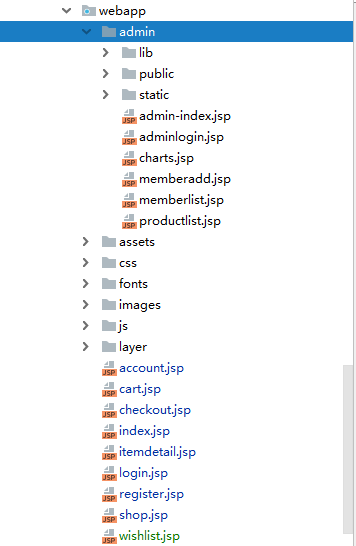 webapp
admin
lib
public
static
JSP admin-index.jsp
JSP adminlogin.jsp
JSP charts.jsp
JSP memberadd.jsp
JSP memberlist.jsp
JSP productlist.jsp
assets
css
fonts
images
js
layer
JSP account.jsp
JSP cart.jsp
JSP checkout.jsp
JSP index.jsp
JSP itemdetail.jsp
JSP login.jsp
JSP register.jsp
JSP shop.jsp
JSP wishlist.jsp